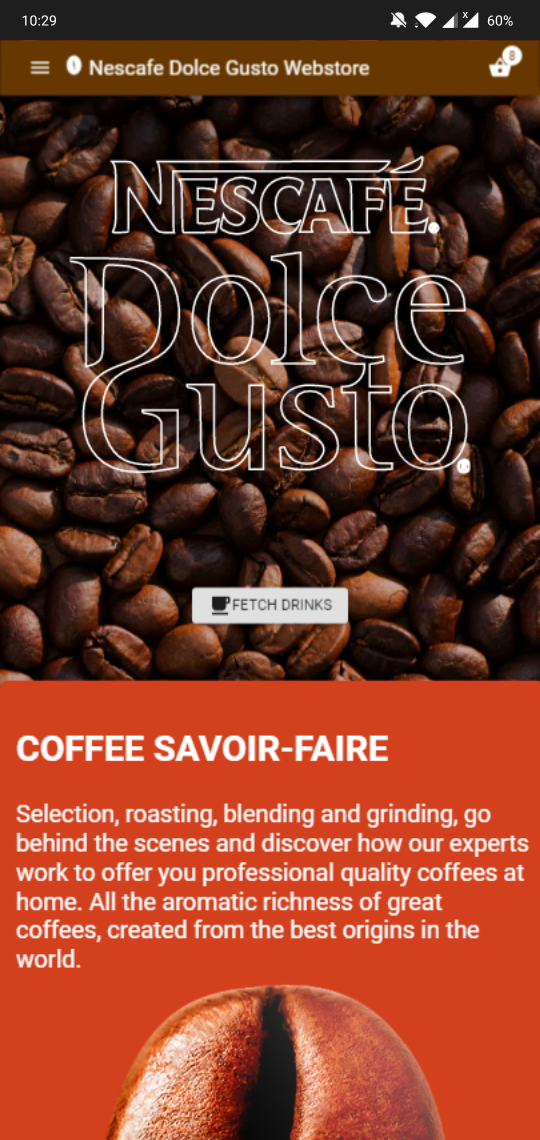 10:29
x
60%
Nescafe Dolce Gusto Webstore
8
NESCAFÉ.
Dolce
Gusto
FETCH DRINKS
COFFEE SAVOIR-FAIRE
Selection, roasting, blending and grinding, go
behind the scenes and discover how our experts
work to offer you professional quality coffees at
home. All the aromatic richness of great
coffees, created from the best origins in the
world.